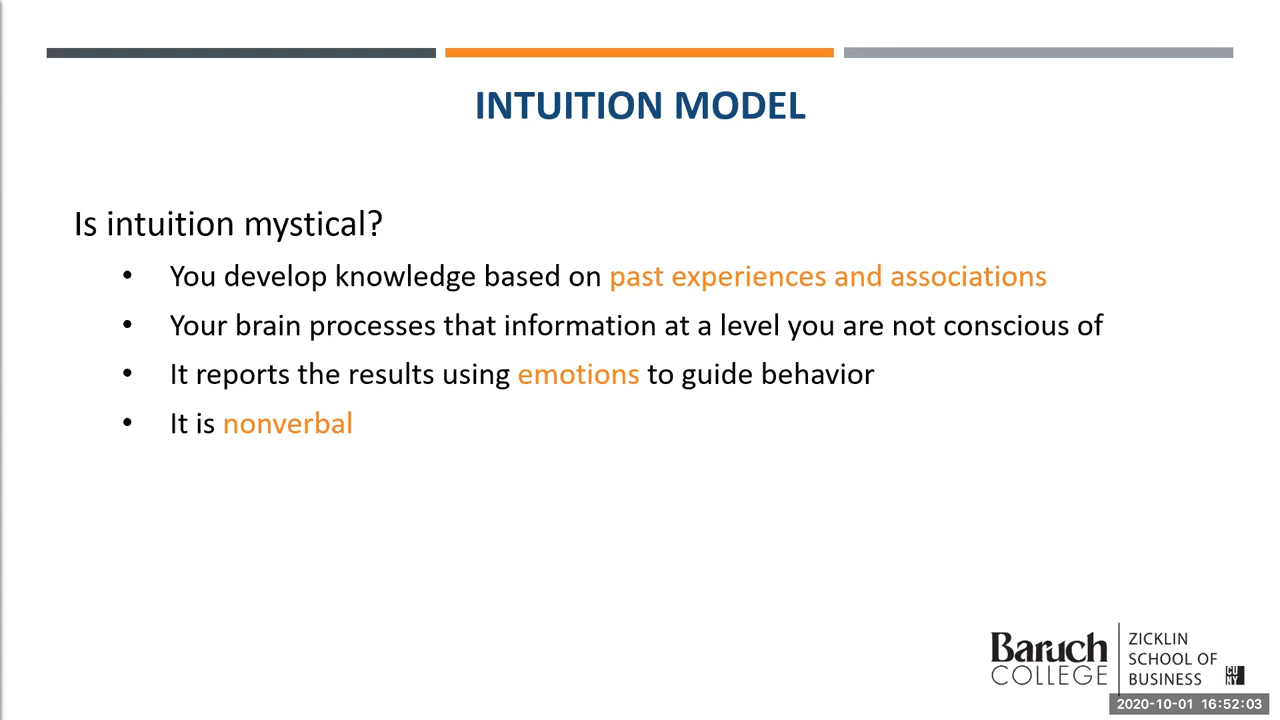 INTUITION MODEL
Is intuition mystical?
• You develop knowledge based on past experiences and associations
• Your brain processes that information at a level you are not conscious of
• It reports the results using emotions to guide behavior
• It is nonverbal
Baruch
COLLEGE
ZICKLIN
SCHOOL OF
BUSINESS
CU
NY
2020-10-01 16:52:03